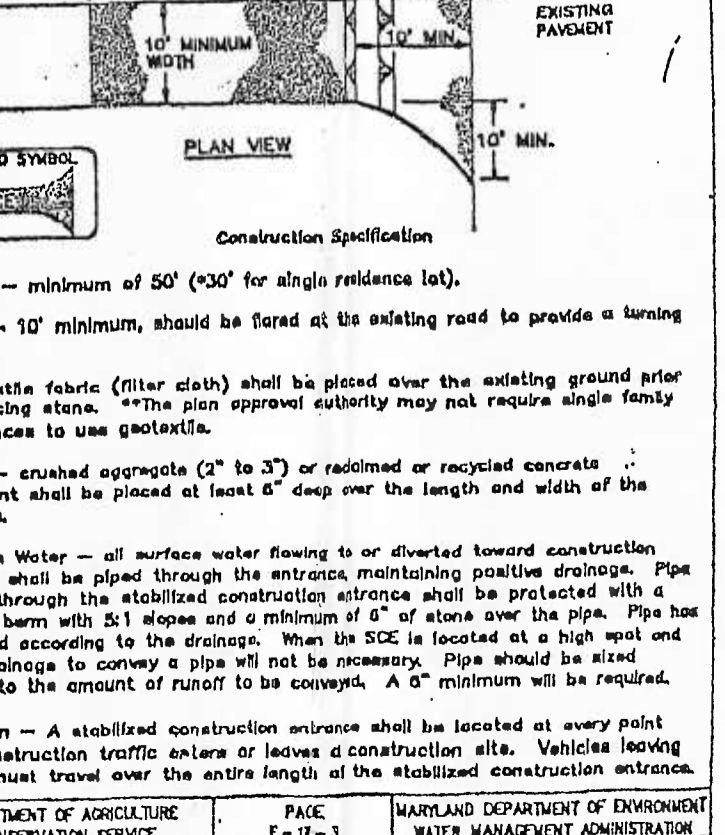 EXISTING
PAVEMENT
10' MINIMUM
WIDTH
10' MIN.
10' MIN.
PLAN VIEW
SYMBOL
Construction Specification
— minimum of 50' (*30' for single residence lot).
10' minimum, should be flared at the existing road to provide a turning
fabric (filter cloth) shall be placed over the existing ground prior
stone. **The plan approval authority may not require single family
to use geotextile.
— crushed aggregate (2" to 3") or reclaimed or recycled concrete
shall be placed at least 6" deep over the length and width of the
Water — all surface water flowing to or diverted toward construction
shall be piped through the entrance, maintaining positive drainage. Pipe
through the stabilized construction entrance shall be protected with a
berm with 5:1 slopes and a minimum of 6" of stone over the pipe. Pipe has
according to the drainage. When the SCE is located at a high spot and
to convey a pipe will not be necessary. Pipe should be sized
to the amount of runoff to be conveyed. A 6" minimum will be required.
— A stabilized construction entrance shall be located at every point
traffic enters or leaves a construction site. Vehicles leaving
must travel over the entire length of the stabilized construction entrance.
OF AGRICULTURE
SERVICE
PAGE
F - 17 - 3
MARYLAND DEPARTMENT OF ENVIRONMENT
WATER MANAGEMENT ADMINISTRATION